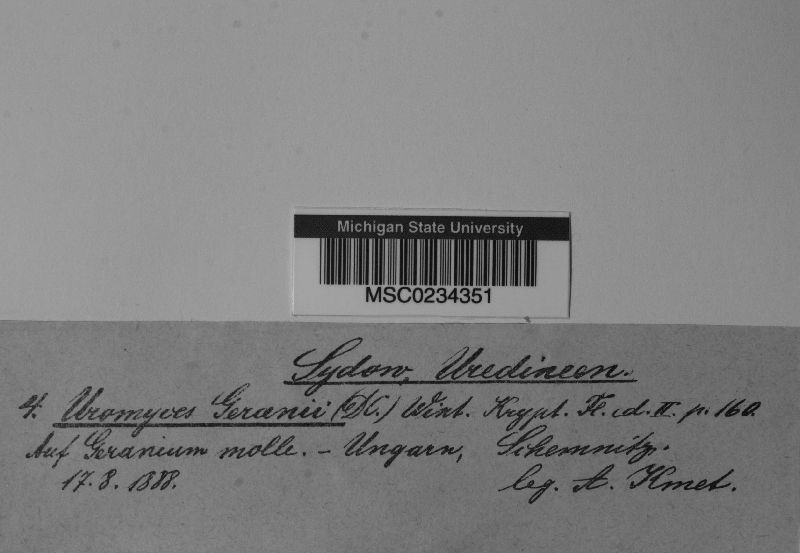 Michigan State University
MSC0234351
Sydow, Uredineen.
4. Uromyces Geranii (DC.) Wint. Krypt. Fl. d. II. p. 160.
Auf Geranium molle. - Ungarn, Schemnitz.
17. 8. 1888. leg. A. Kmet.